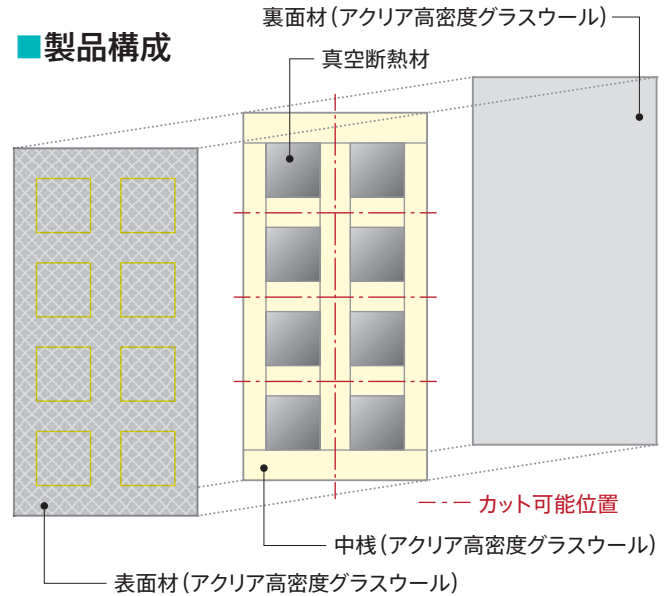 裏面材(アクリア高密度グラスウール)
■製品構成
真空断熱材
カット可能位置
中桟(アクリア高密度グラスウール)
表面材(アクリア高密度グラスウール)